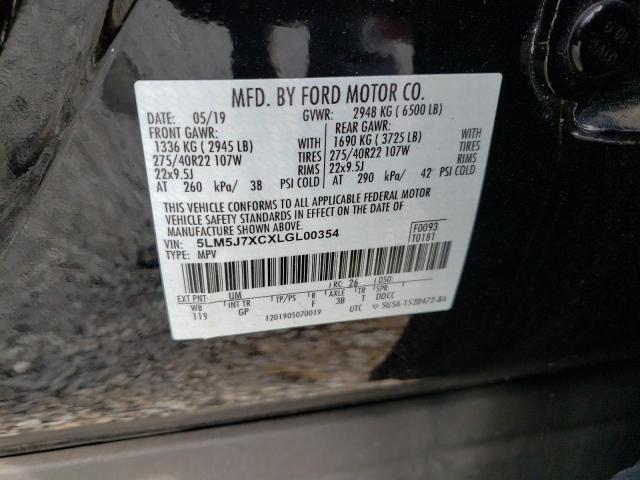 MFD. BY FORD MOTOR CO.
DATE: 05/19 GVWR: 2948 KG ( 6500 LB)
FRONT GAWR: REAR GAWR:
1336 KG ( 2945 LB) WITH 1690 KG ( 3725 LB) WITH
275/40R22 107W TIRES 275/40R22 107W TIRES
22x9.5J RIMS 22x9.5J RIMS
AT 260 kPa/ 38 PSI COLD AT 290 kPa/ 42 PSI COLD
THIS VEHICLE CONFORMS TO ALL APPLICABLE FEDERAL MOTOR
VEHICLE SAFETY STANDARDS IN EFFECT ON THE DATE OF
MANUFACTURE SHOWN ABOVE.
VIN: 5LM5J7XCXLGL00354 F0093
TYPE: MPV T0181
EXT PNT: UM RC: 26 DSO:
WB INT TR TP/PS R AXLE TR SPR
119 GP F 3B T DDCC
1201905070019 UTC 5U5A-1520472-BA